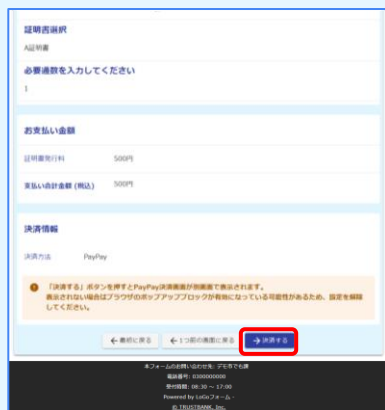 証明書選択
A証明書
必要通数を入力してください
1
お支払い金額
証明書発行料 500円
支払い合計金額 (税込) 500円
決済情報
決済方法 PayPay
「決済する」ボタンを押すとPayPay決済画面が別画面で表示されます。
表示されない場合はブラウザのポップアップブロックが有効になっている可能性があるため、設定を解除
してください。
← 最初に戻る ← 1つ前の画面に戻る → 決済する
本フォームのお問い合わせ先: デモ市でも課
電話番号: 0300000000
受付時間: 08:30 ～ 17:00
Powered by LoGoフォーム -
© TRUSTBANK, Inc.